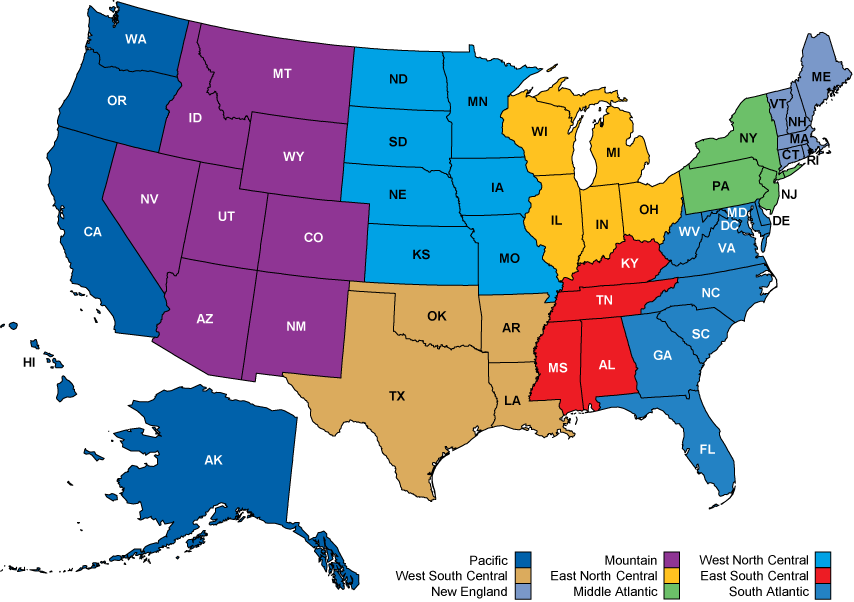 WA
OR
CA
NV
ID
MT
WY
UT
CO
AZ
NM
ND
SD
NE
KS
MN
IA
MO
OK
AR
TX
LA
WI
MI
IL
IN
OH
KY
TN
MS
AL
NY
PA
NJ
VT
NH
ME
MA
CT
RI
MD
DE
DC
WV
VA
NC
SC
GA
FL
HI
AK
Pacific
Mountain
West North Central
West South Central
East North Central
East South Central
New England
Middle Atlantic
South Atlantic